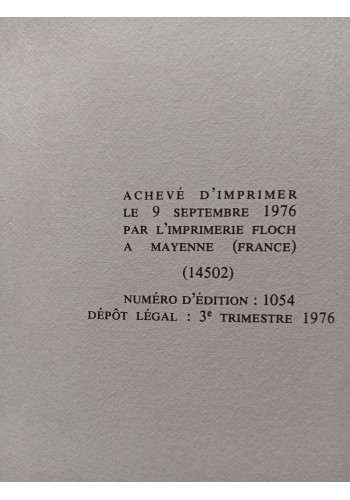 ACHEVÉ D'IMPRIMER
LE 9 SEPTEMBRE 1976
PAR L'IMPRIMERIE FLOCH
A MAYENNE (FRANCE)
(14502)
NUMÉRO D'ÉDITION : 1054
DÉPÔT LÉGAL : 3e TRIMESTRE 1976